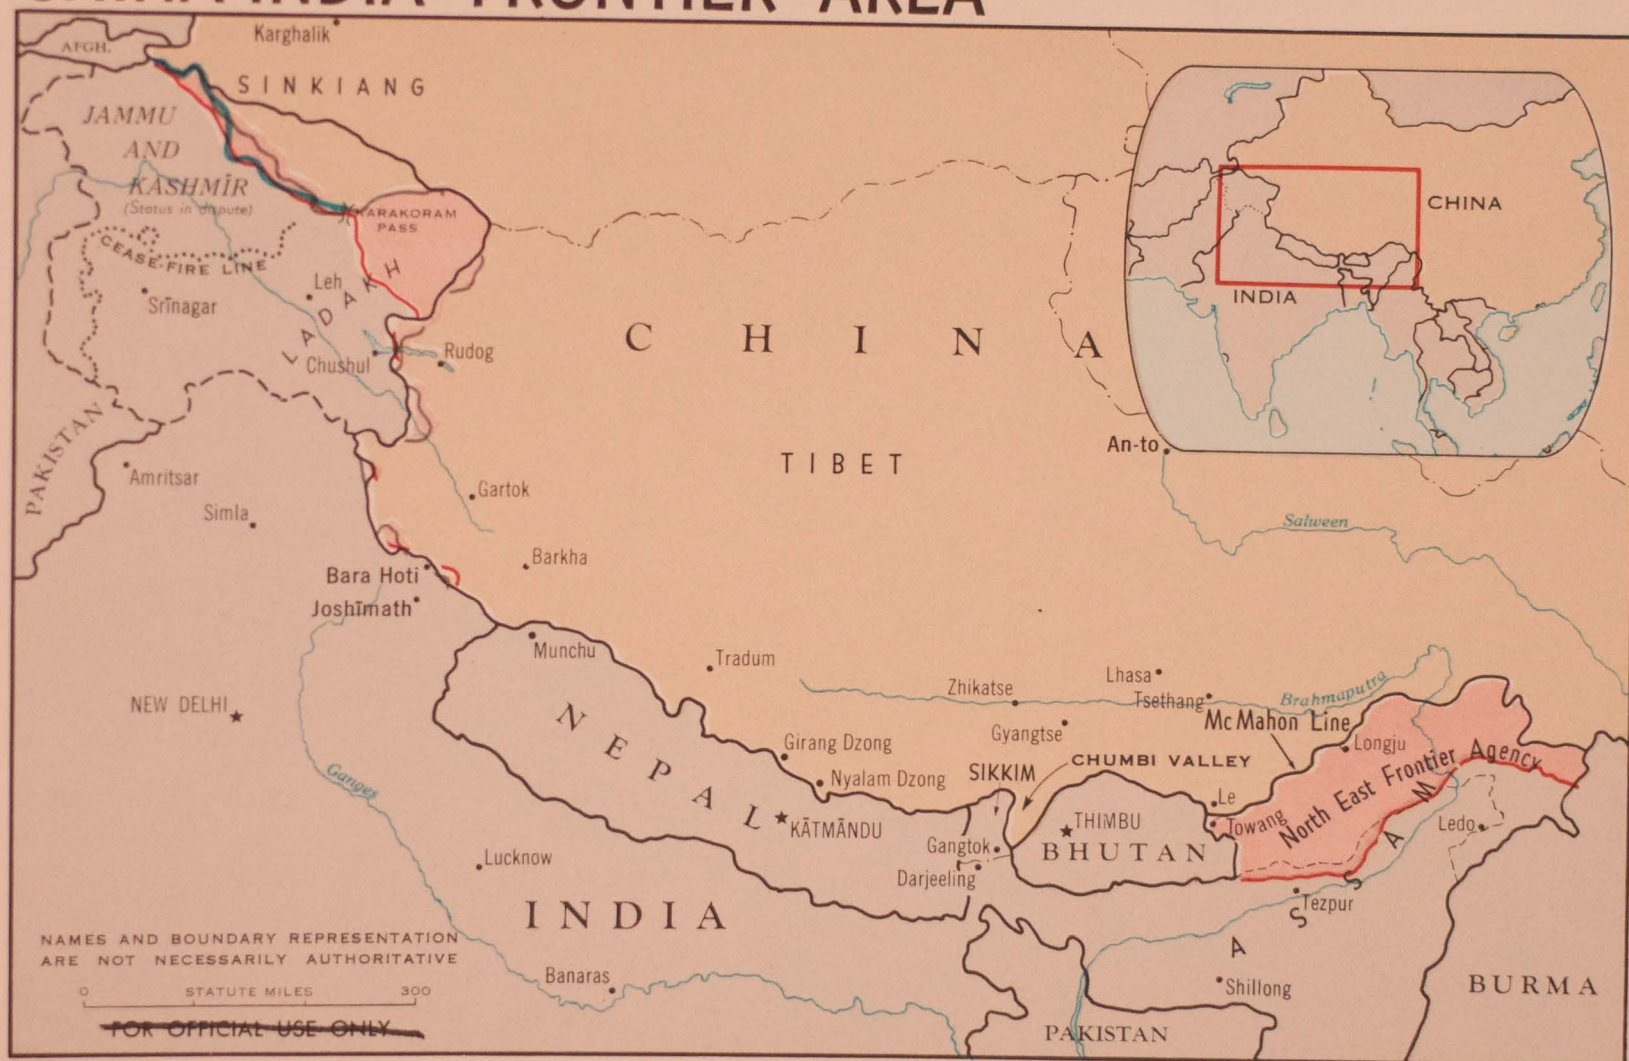 CHINA-INDIA FRONTIER AREA
AFGH.
Karghalik
SINKIANG
JAMMU
AND
KASHMĪR
(Status in dispute)
KARAKORAM
PASS
CEASE-FIRE LINE
Leh
LADAKH
Srīnagar
Chushul
Rudog
CHINA
CHINA
INDIA
PAKISTAN
Amritsar
Simla
TIBET
An-to
Gartok
Salween
Barkha
Bara Hoti
Joshīmath
Munchu
Tradum
Lhasa
Zhikatse
Tsethang
Brahmaputra
NEW DELHI
Gyangtse
Mc Mahon Line
NEPAL
Girang Dzong
Longju
Nyalam Dzong
SIKKIM
CHUMBI VALLEY
North East Frontier Agency
Ganges
KĀTMĀNDU
Le
Towang
THIMBU
BHUTAN
Ledo
Gangtok
Darjeeling
Lucknow
ASSAM
Tezpur
INDIA
NAMES AND BOUNDARY REPRESENTATION
ARE NOT NECESSARILY AUTHORITATIVE
Banaras
Shillong
BURMA
0 STATUTE MILES 300
FOR OFFICIAL USE ONLY
PAKISTAN